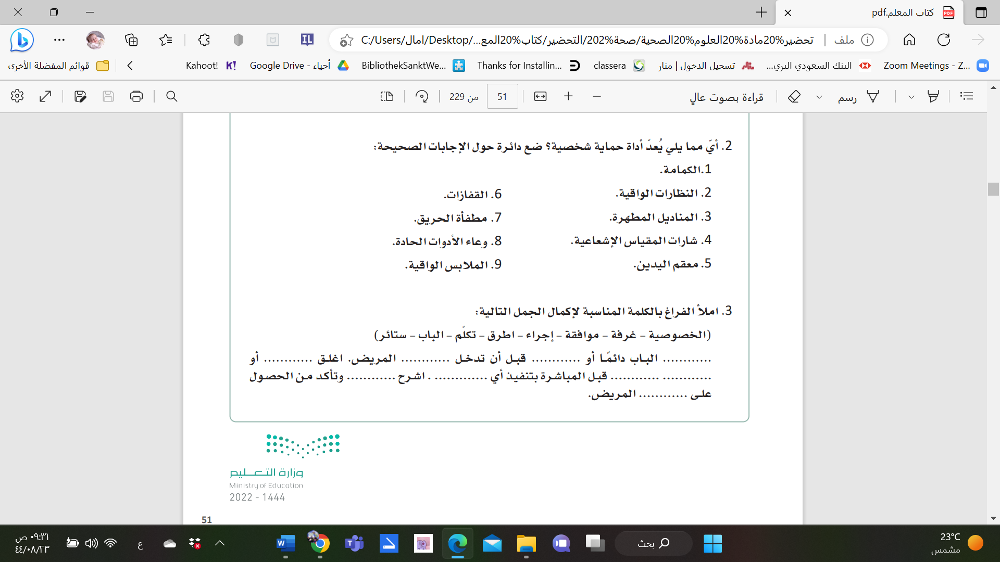 كتاب المعلم.pdf
ملف
C:/Users/امال/Desktop/تحضير%20مادة%20العلوم%20الصحية/صحة%202/التحضير/كتاب%20المع...
Zoom Meetings - Z...
البنك السعودي البري...
تسجيل الدخول | منار
classera
Thanks for Installin...
BibliothekSanktWe...
أحياء - Google Drive
Kahoot!
قوائم المفضلة الأخرى
رسم
قراءة بصوت عالٍ
51
من 229
2. أيّ مما يلي يُعدّ أداة حماية شخصية؟ ضع دائرة حول الإجابات الصحيحة:
1.الكمامة.
2. النظارات الواقية.
3. المناديل المطهرة.
4. شارات المقياس الإشعاعية.
5. معقم اليدين.
6. القفازات.
7. مطفأة الحريق.
8. وعاء الأدوات الحادة.
9. الملابس الواقية.
3. املأ الفراغ بالكلمة المناسبة لإكمال الجمل التالية:
(الخصوصية – غرفة – موافقة – إجراء – اطرق – تكلّم – الباب – ستائر)
............ الباب دائمًا أو ............ قبل أن تدخل ............ المريض. اغلق ............ أو
............ ............ قبل المباشرة بتنفيذ أي ............. . اشرح ............ وتأكد من الحصول
على ............ المريض.
وزارة التعليم
Ministry of Education
2022 - 1444
51
23°C
مشمس
بحث
ع
٠٩:٣١ ص
٤٤/٠٨/٢٣